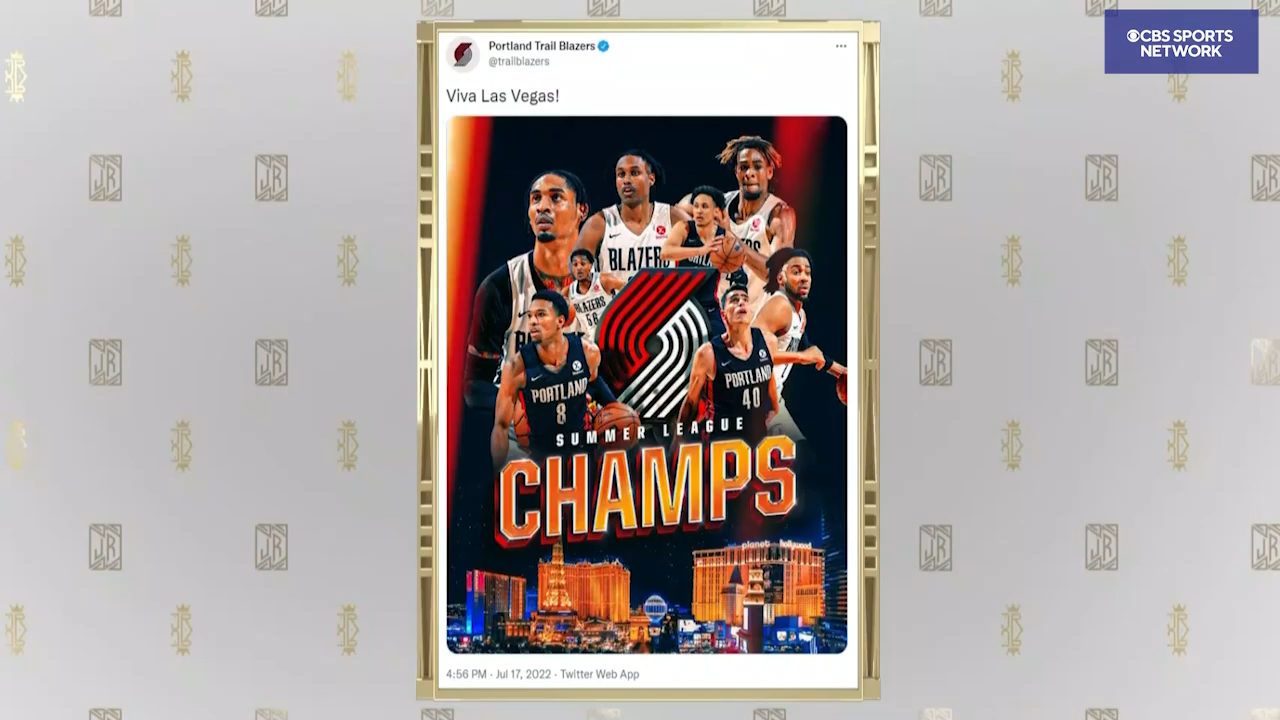 CBS SPORTS
NETWORK
Portland Trail Blazers
@trailblazers
Viva Las Vegas!
BLAZERS
BLAZERS
PORTLAND
8
PORTLAND
40
SUMMER LEAGUE
CHAMPS
planet hollywood
4:56 PM · Jul 17, 2022 · Twitter Web App